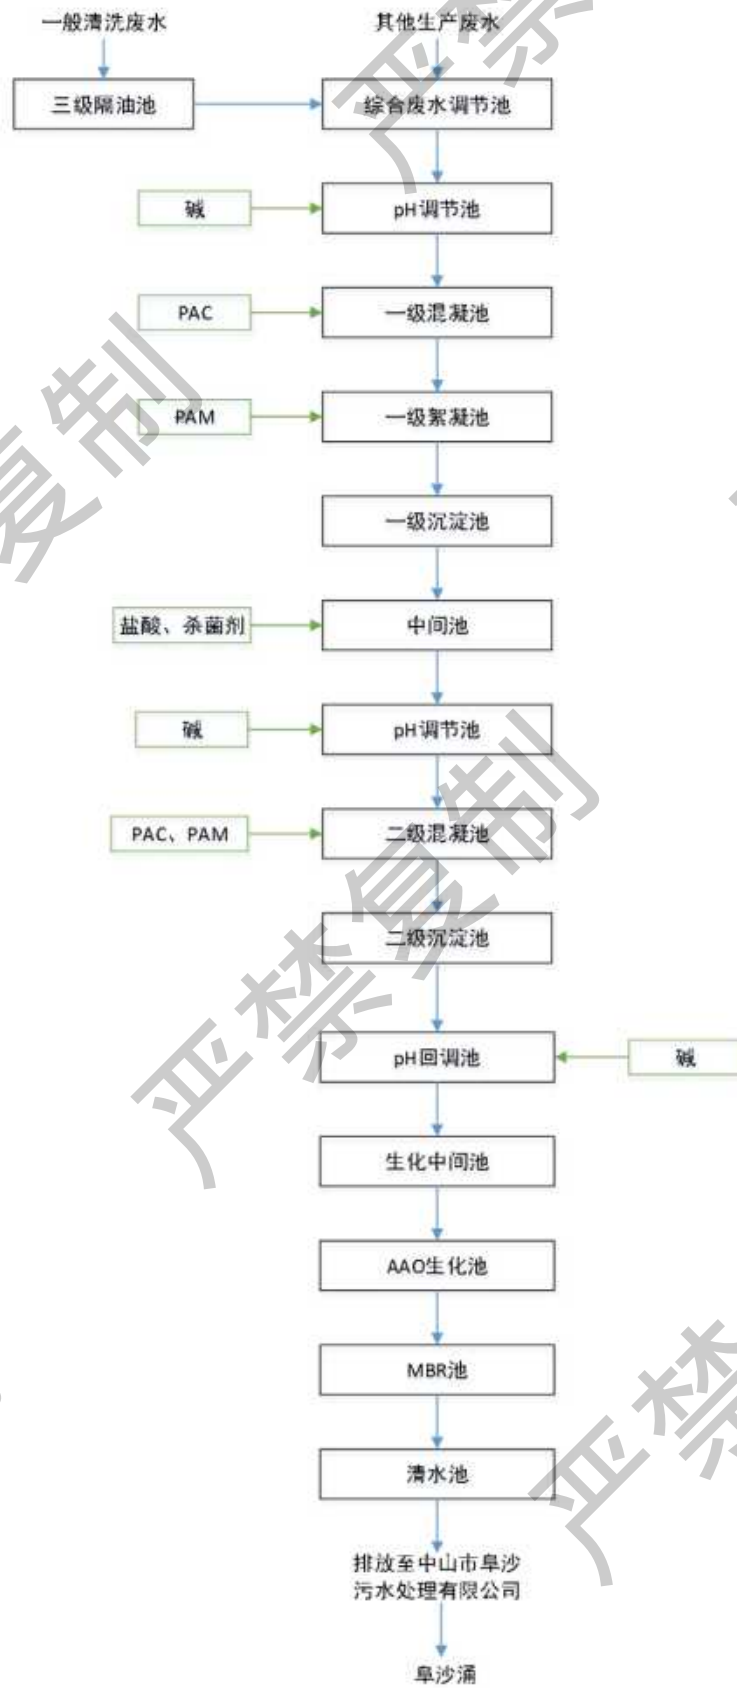 一般清洗废水
其他生产废水
三级隔油池
综合废水调节池
碱
pH调节池
PAC
一级混凝池
PAM
一级絮凝池
一级沉淀池
盐酸、杀菌剂
中间池
碱
pH调节池
PAC、PAM
二级混凝池
二级沉淀池
pH回调池
碱
生化中间池
AAO生化池
MBR池
清水池
排放至中山市阜沙
污水处理有限公司
阜沙涌
严禁
复制
严禁复制
严禁